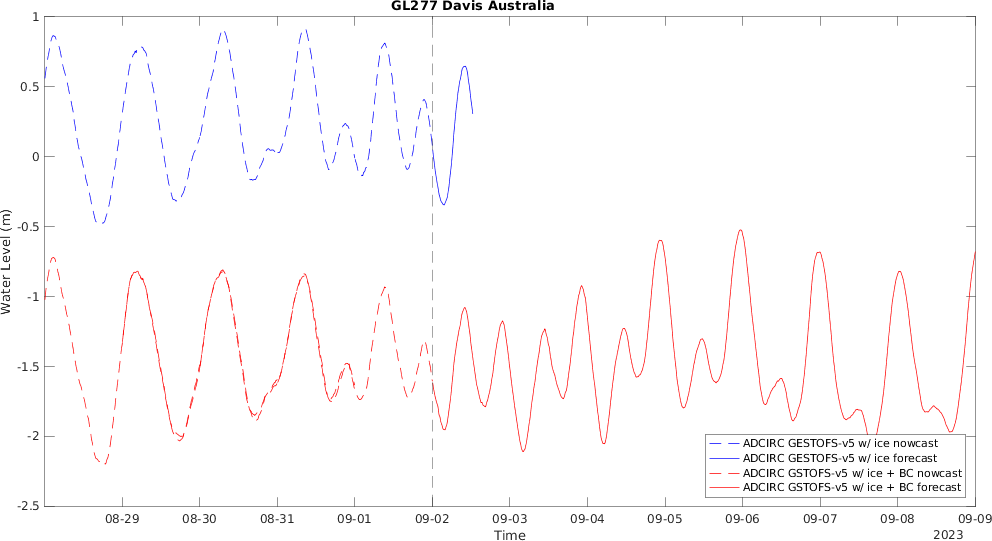 GL277 Davis Australia
1
0.5
0
-0.5
-1
-1.5
-2
-2.5
Water Level (m)
ADCIRC GESTOFS-v5 w/ ice nowcast
ADCIRC GESTOFS-v5 w/ ice forecast
ADCIRC GSTOFS-v5 w/ ice + BC nowcast
ADCIRC GSTOFS-v5 w/ ice + BC forecast
08-29 08-30 08-31 09-01 09-02 09-03 09-04 09-05 09-06 09-07 09-08 09-09
Time
2023